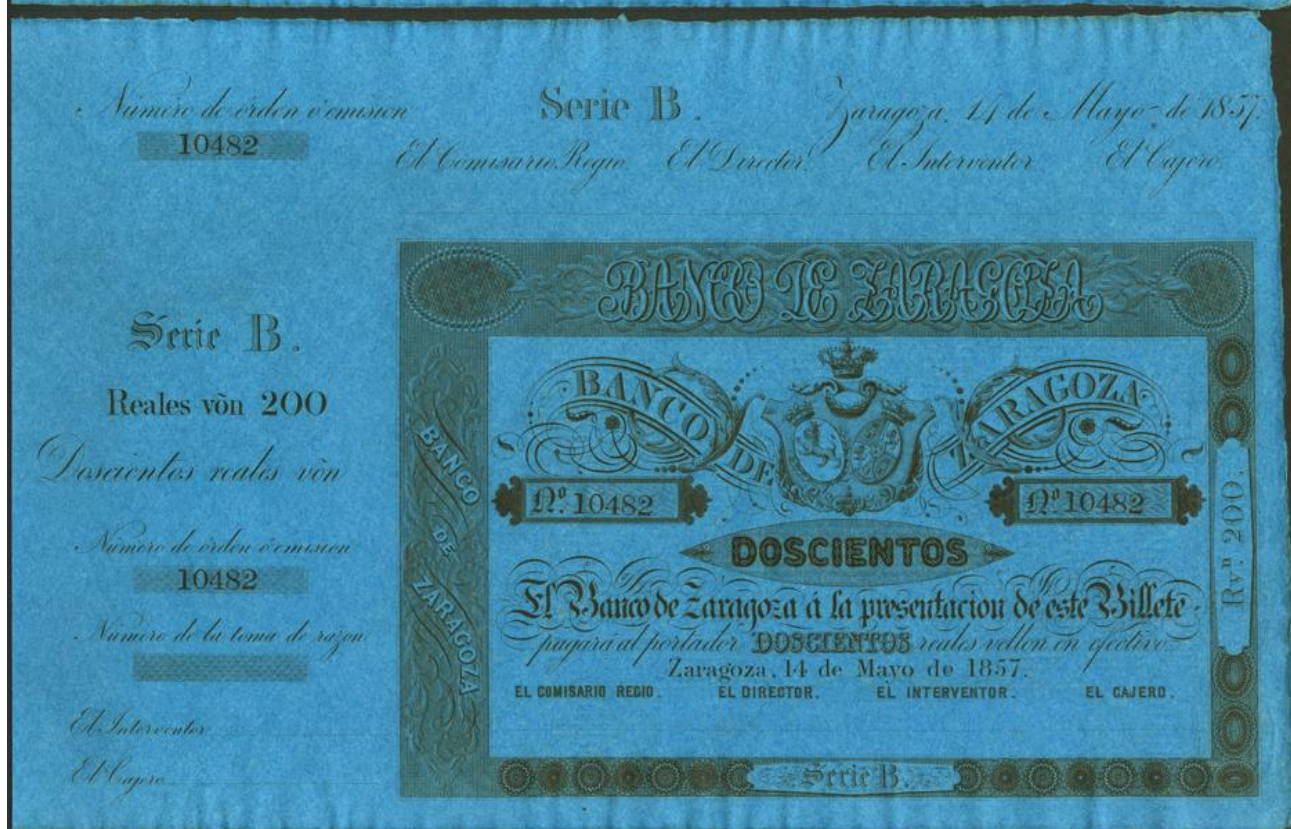 Número de órden ó emision
10482
Serie B.
Zaragoza, 14 de Mayo de 1857.
El Comisario Regio. El Director. El Interventor. El Cajero.
Serie B.
Reales võn 200
Doscientos reales võn
Número de órden ó emision
10482
Número de la toma de razon
El Interventor
El Cajero
BANCO DE ZARAGOZA
BANCO DE ZARAGOZA
BANCO DE ZARAGOZA
Nº. 10482
Nº. 10482
DOSCIENTOS
El Banco de Zaragoza á la presentacion de este Billete
pagará al portador DOSCIENTOS reales vellon en efectivo
Zaragoza, 14 de Mayo de 1857.
EL COMISARIO REGIO. EL DIRECTOR. EL INTERVENTOR. EL CAJERO.
Rvⁿ. 200.
Serie B.